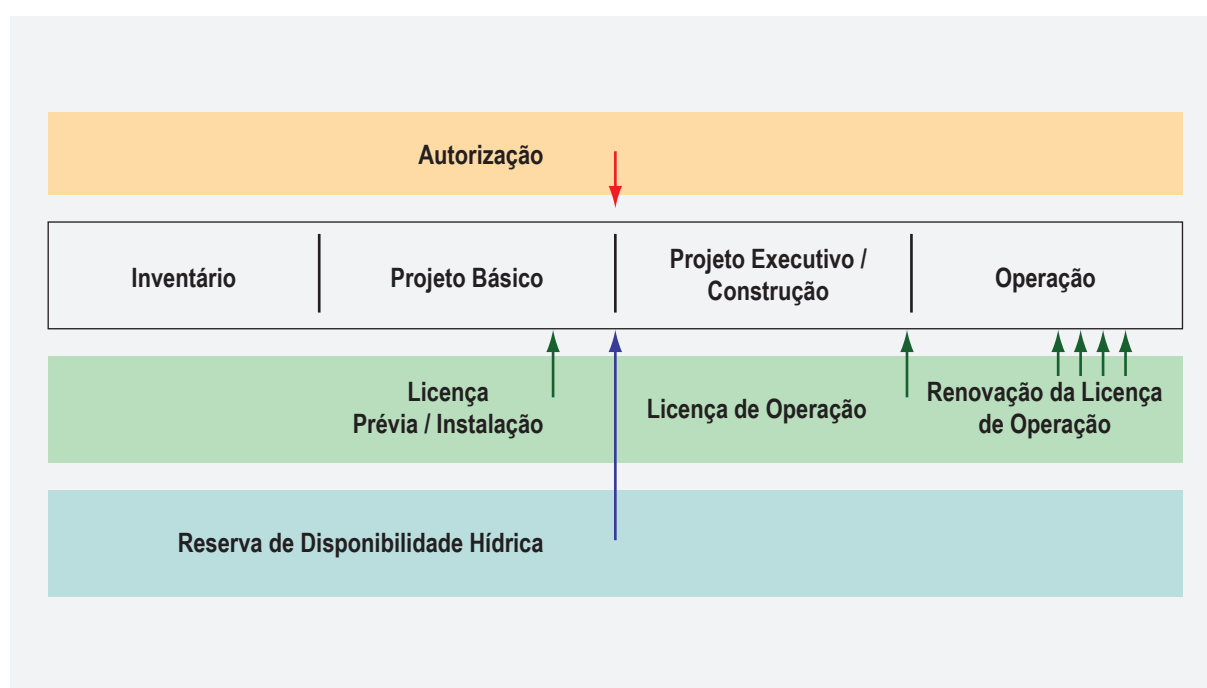 Autorização
Inventário
Projeto Básico
Projeto Executivo /
Construção
Operação
Licença
Prévia / Instalação
Licença de Operação
Renovação da Licença
de Operação
Reserva de Disponibilidade Hídrica